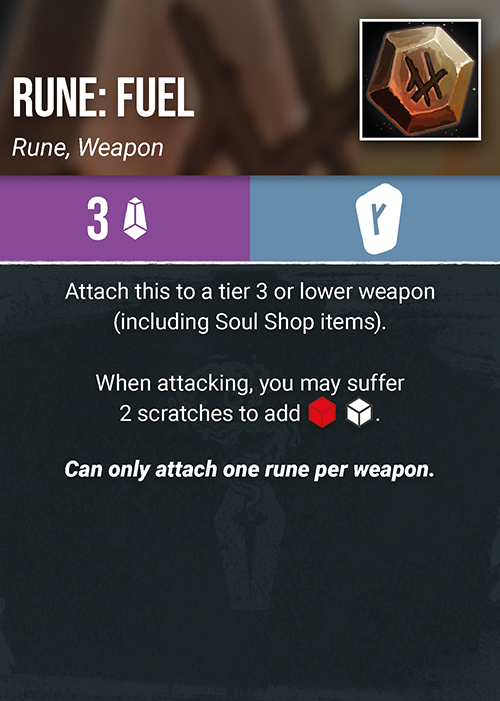 RUNE: FUEL
Rune, Weapon
3
Attach this to a tier 3 or lower weapon
(including Soul Shop items).
When attacking, you may suffer
2 scratches to add .
Can only attach one rune per weapon.